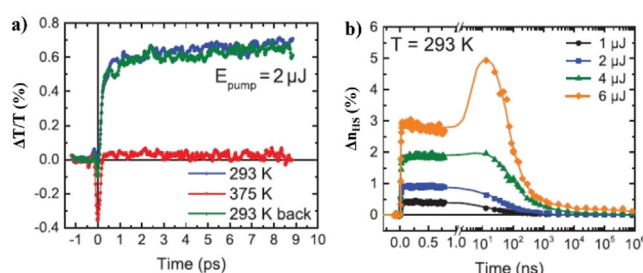 a)
ΔT/T (%)
0.8
0.6
0.4
0.2
0.0
-0.2
-0.4
E_pump = 2 µJ
293 K
375 K
293 K back
-1 0 1 2 3 4 5 6 7 8 9 10
Time (ps)
b)
Δn_HS (%)
6
5
4
3
2
1
0
T = 293 K
1 µJ
2 µJ
4 µJ
6 µJ
0.0 0.5 1.0 10¹ 10² 10³ 10⁴ 10⁵ 10⁶
Time (ns)